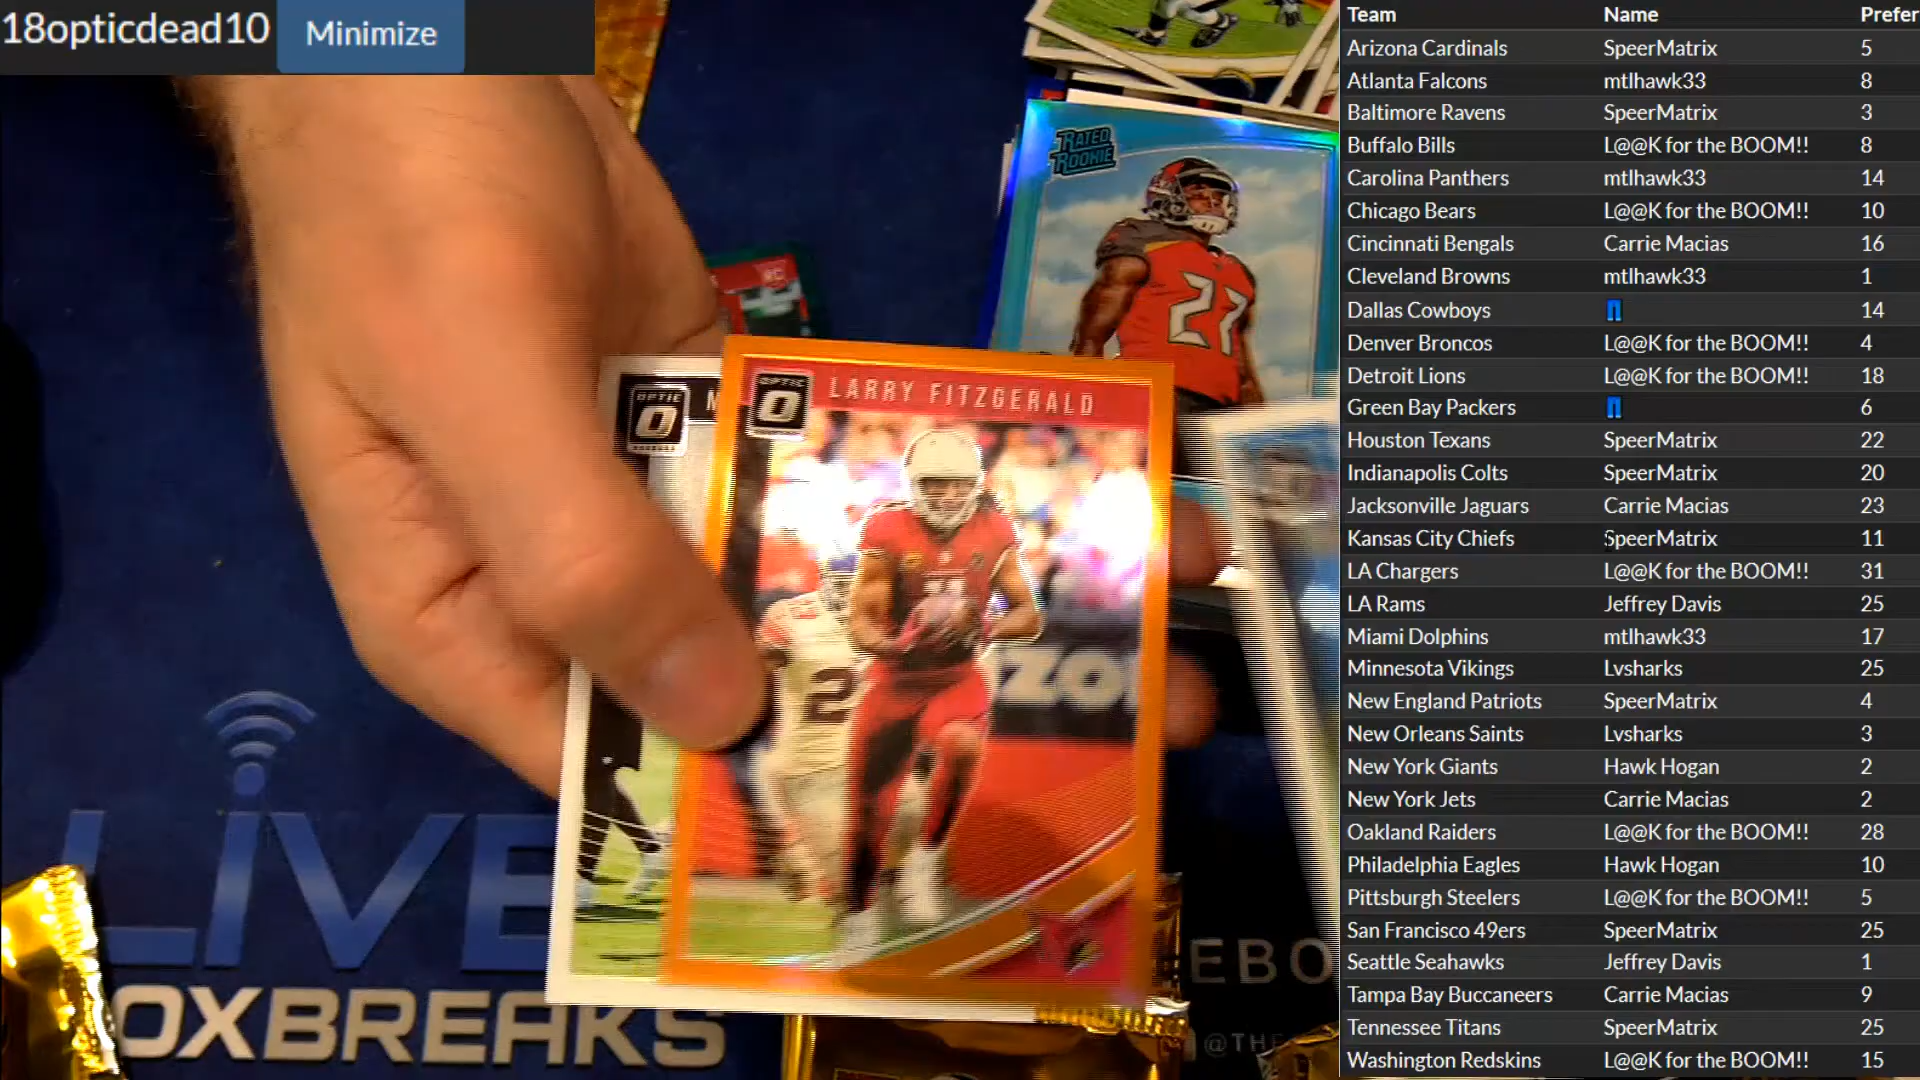 18opticdead10 Minimize
RATED
ROOKIE
27
OPTIC
OPTIC
LARRY FITZGERALD
2
LIVE
OXBREAKS
EBO
@THE
Team Name Prefer
Arizona Cardinals SpeerMatrix 5
Atlanta Falcons mtlhawk33 8
Baltimore Ravens SpeerMatrix 3
Buffalo Bills L@@K for the BOOM!! 8
Carolina Panthers mtlhawk33 14
Chicago Bears L@@K for the BOOM!! 10
Cincinnati Bengals Carrie Macias 16
Cleveland Browns mtlhawk33 1
Dallas Cowboys 👖 14
Denver Broncos L@@K for the BOOM!! 4
Detroit Lions L@@K for the BOOM!! 18
Green Bay Packers 👖 6
Houston Texans SpeerMatrix 22
Indianapolis Colts SpeerMatrix 20
Jacksonville Jaguars Carrie Macias 23
Kansas City Chiefs SpeerMatrix 11
LA Chargers L@@K for the BOOM!! 31
LA Rams Jeffrey Davis 25
Miami Dolphins mtlhawk33 17
Minnesota Vikings Lvsharks 25
New England Patriots SpeerMatrix 4
New Orleans Saints Lvsharks 3
New York Giants Hawk Hogan 2
New York Jets Carrie Macias 2
Oakland Raiders L@@K for the BOOM!! 28
Philadelphia Eagles Hawk Hogan 10
Pittsburgh Steelers L@@K for the BOOM!! 5
San Francisco 49ers SpeerMatrix 25
Seattle Seahawks Jeffrey Davis 1
Tampa Bay Buccaneers Carrie Macias 9
Tennessee Titans SpeerMatrix 25
Washington Redskins L@@K for the BOOM!! 15